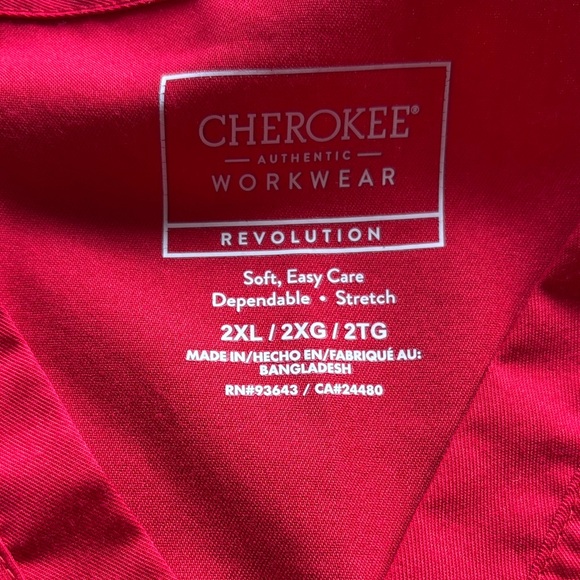 CHEROKEE®
— AUTHENTIC —
WORKWEAR
REVOLUTION
Soft, Easy Care
Dependable • Stretch
2XL / 2XG / 2TG
MADE IN/HECHO EN/FABRIQUÉ AU:
BANGLADESH
RN#93643 / CA#24480